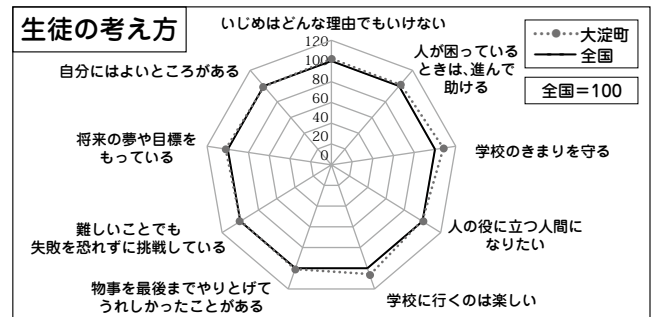 生徒の考え方
いじめはどんな理由でもいけない
大淀町
全国
全国=100
人が困っている
ときは、進んで
助ける
学校のきまりを守る
人の役に立つ人間に
なりたい
学校に行くのは楽しい
物事を最後までやりとげて
うれしかったことがある
難しいことでも
失敗を恐れずに挑戦している
将来の夢や目標を
もっている
自分にはよいところがある
120
100
80
60
40
20
0